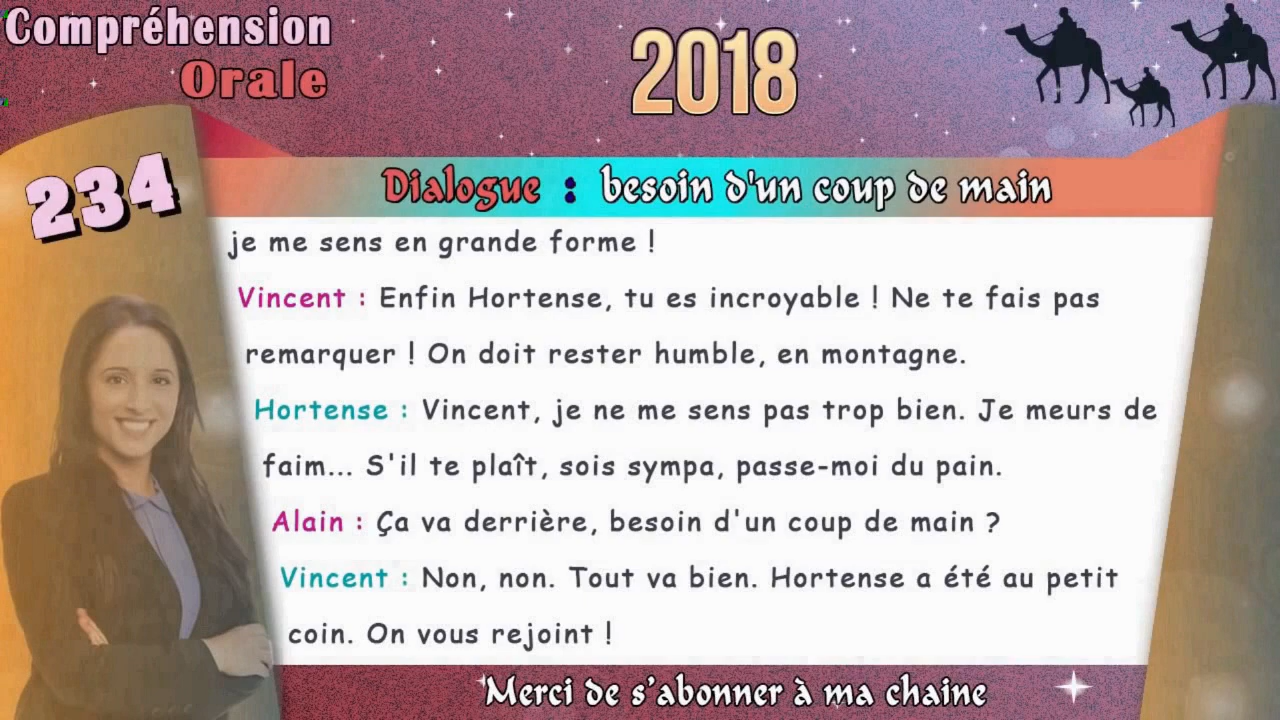 Compréhension
Orale
2018
234
Dialogue : besoin d'un coup de main
je me sens en grande forme !
Vincent : Enfin Hortense, tu es incroyable ! Ne te fais pas
remarquer ! On doit rester humble, en montagne.
Hortense : Vincent, je ne me sens pas trop bien. Je meurs de
faim... S'il te plaît, sois sympa, passe-moi du pain.
Alain : Ça va derrière, besoin d'un coup de main ?
Vincent : Non, non. Tout va bien. Hortense a été au petit
coin. On vous rejoint !
Merci de s'abonner à ma chaine